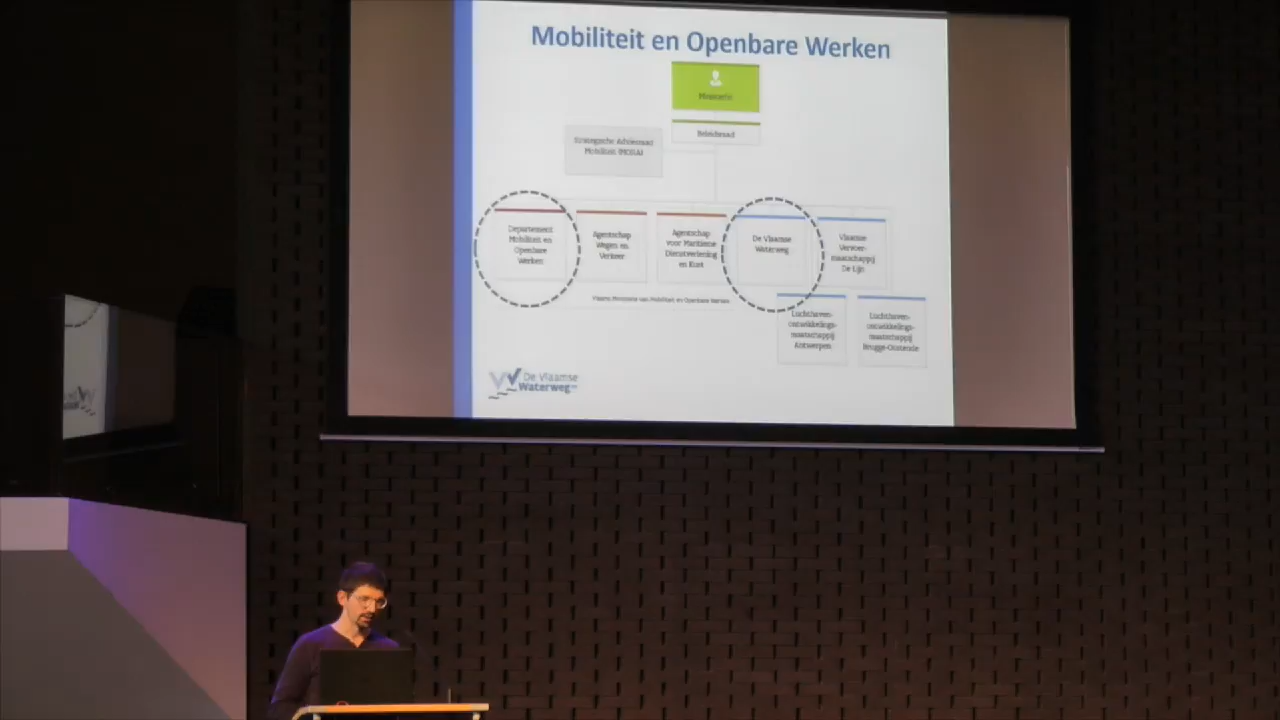 Mobiliteit en Openbare Werken
Minister(s)
Beleidsraad
Strategische Adviesraad
Mobiliteit (MORA)
Departement
Mobiliteit en
Openbare
Werken
Agentschap
Wegen en
Verkeer
Agentschap
voor Maritieme
Dienstverlening
en Kust
De Vlaamse
Waterweg
Vlaamse
Vervoer-
maatschappij
De Lijn
Vlaams Ministerie van Mobiliteit en Openbare Werken
Luchthaven-
ontwikkelings-
maatschappij
Antwerpen
Luchthaven-
ontwikkelings-
maatschappij
Brugge-Oostende
De Vlaamse
Waterweg nv